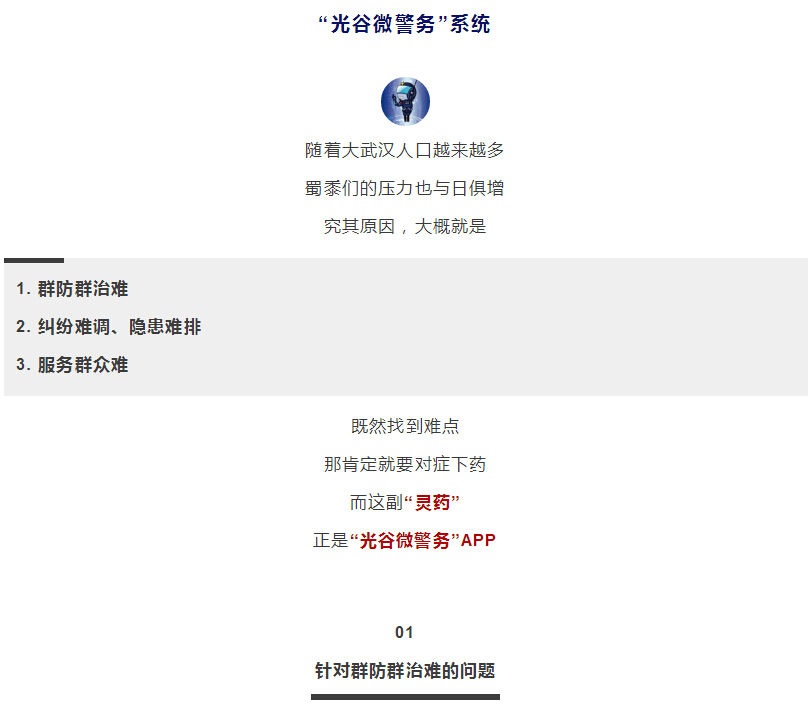 “光谷微警务”系统
随着大武汉人口越来越多
蜀黍们的压力也与日俱增
究其原因，大概就是
1. 群防群治难
2. 纠纷难调、隐患难排
3. 服务群众难
既然找到难点
那肯定就要对症下药
而这副“灵药”
正是“光谷微警务”APP
01
针对群防群治难的问题